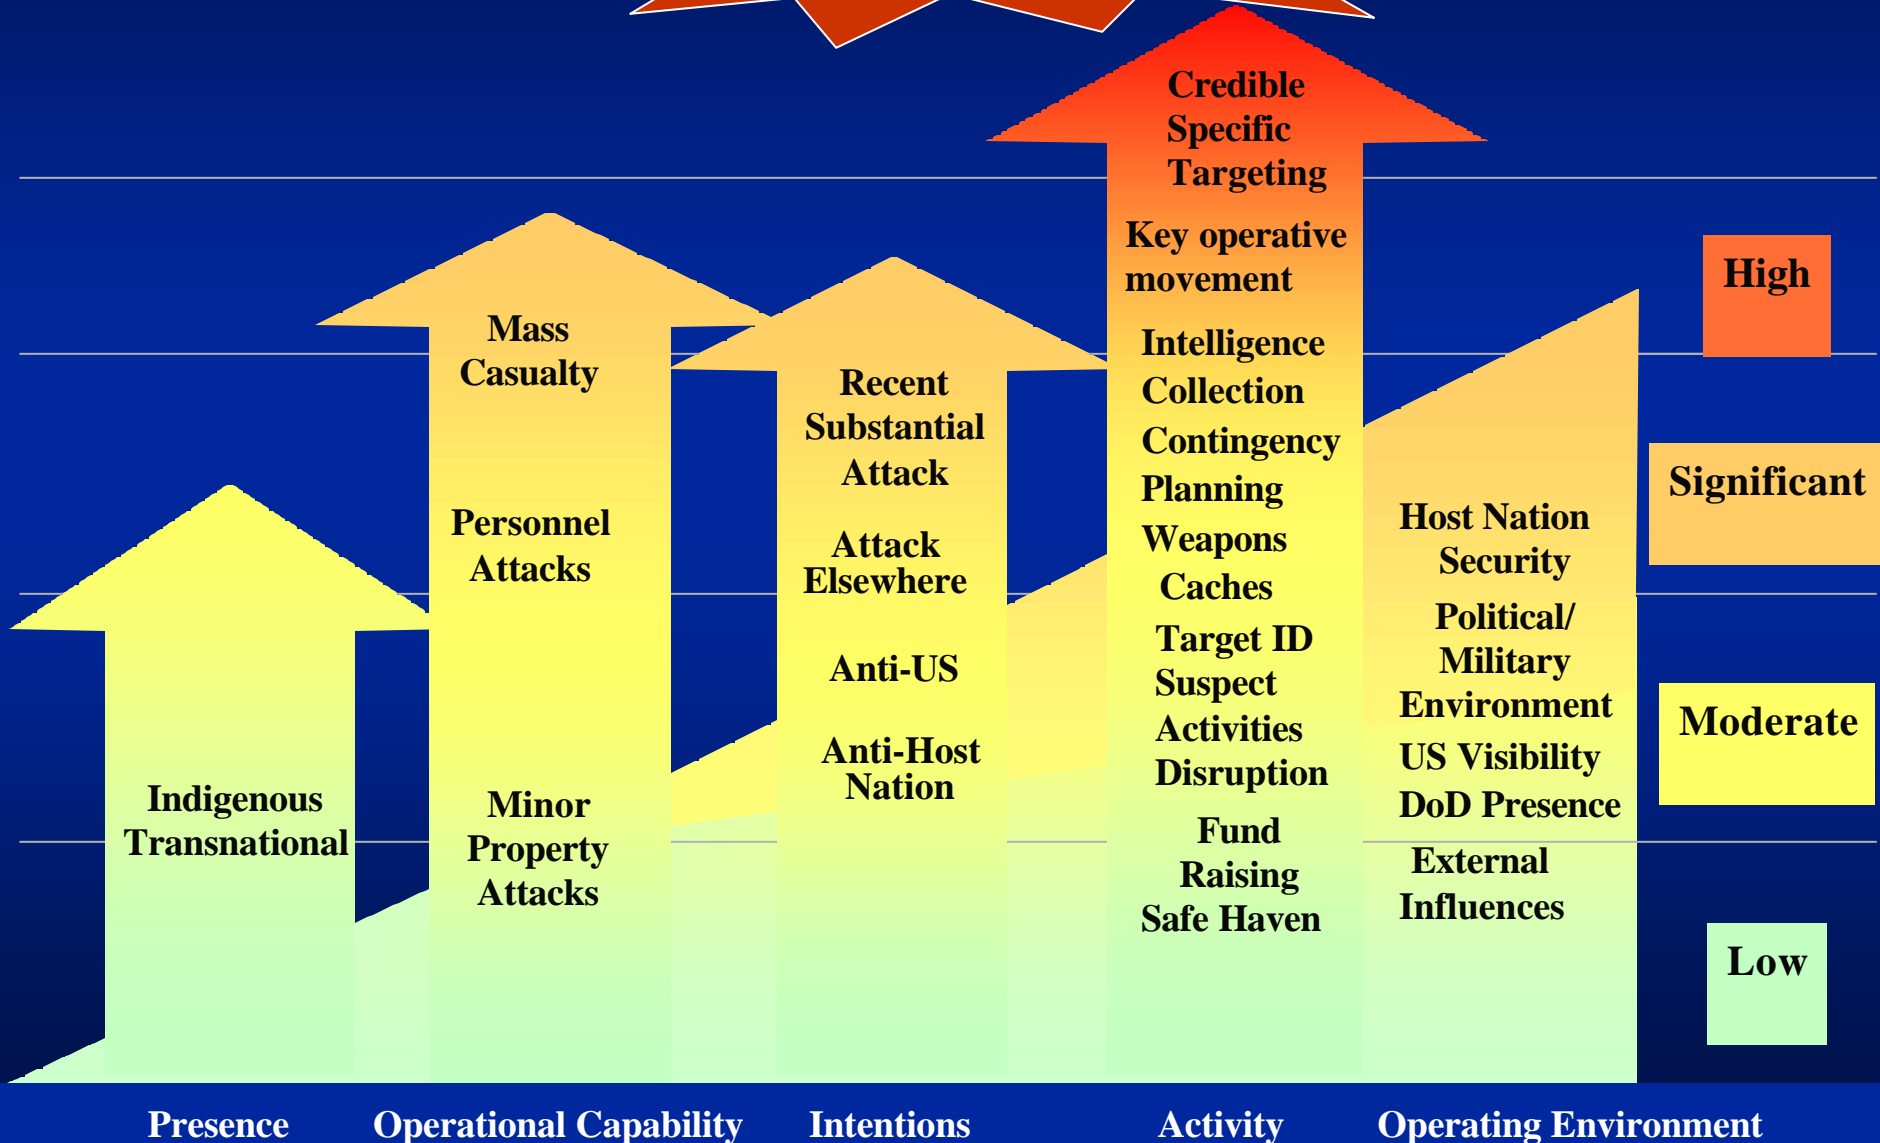 Indigenous
Transnational
Mass
Casualty
Personnel
Attacks
Minor
Property
Attacks
Recent
Substantial
Attack
Attack
Elsewhere
Anti-US
Anti-Host
Nation
Credible
Specific
Targeting
Key operative
movement
Intelligence
Collection
Contingency
Planning
Weapons
Caches
Target ID
Suspect
Activities
Disruption
Fund
Raising
Safe Haven
Host Nation
Security
Political/
Military
Environment
US Visibility
DoD Presence
External
Influences
High
Significant
Moderate
Low
Presence
Operational Capability
Intentions
Activity
Operating Environment